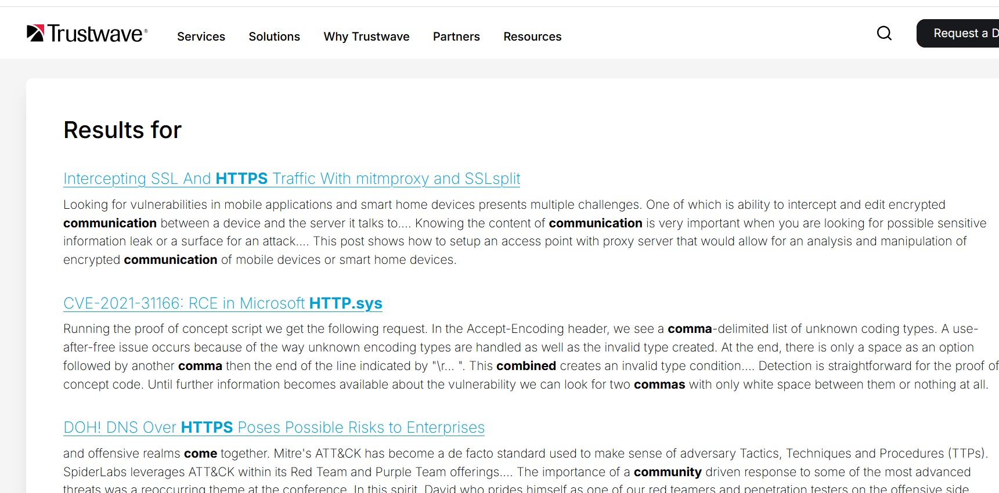 Trustwave®
Services
Solutions
Why Trustwave
Partners
Resources
Request a D
Results for
Intercepting SSL And HTTPS Traffic With mitmproxy and SSLsplit
Looking for vulnerabilities in mobile applications and smart home devices presents multiple challenges. One of which is ability to intercept and edit encrypted
communication between a device and the server it talks to.... Knowing the content of communication is very important when you are looking for possible sensitive
information leak or a surface for an attack.... This post shows how to setup an access point with proxy server that would allow for an analysis and manipulation of
encrypted communication of mobile devices or smart home devices.
CVE-2021-31166: RCE in Microsoft HTTP.sys
Running the proof of concept script we get the following request. In the Accept-Encoding header, we see a comma-delimited list of unknown coding types. A use-
after-free issue occurs because of the way unknown encoding types are handled as well as the invalid type created. At the end, there is only a space as an option
followed by another comma then the end of the line indicated by "\r... ". This combined creates an invalid type condition.... Detection is straightforward for the proof of
concept code. Until further information becomes available about the vulnerability we can look for two commas with only white space between them or nothing at all.
DOH! DNS Over HTTPS Poses Possible Risks to Enterprises
and offensive realms come together. Mitre's ATT&CK has become a de facto standard used to make sense of adversary Tactics, Techniques and Procedures (TTPs).
SpiderLabs leverages ATT&CK within its Red Team and Purple Team offerings.... The importance of a community driven response to some of the most advanced
threats was a reoccurring theme at the conference. In this spirit, David who prides himself as one of our red teamers and penetration testers on the offensive side